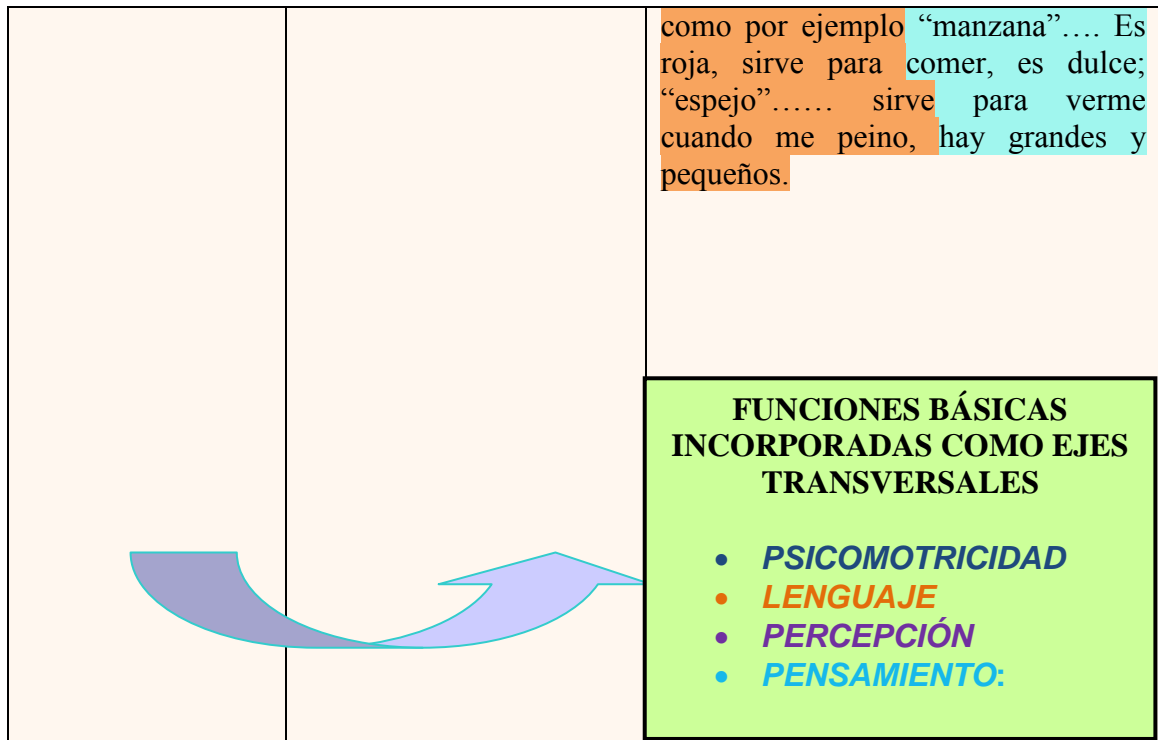 como por ejemplo “manzana”…. Es
roja, sirve para comer, es dulce;
“espejo”…… sirve para verme
cuando me peino, hay grandes y
pequeños.
FUNCIONES BÁSICAS
INCORPORADAS COMO EJES
TRANSVERSALES
• PSICOMOTRICIDAD
• LENGUAJE
• PERCEPCIÓN
• PENSAMIENTO: